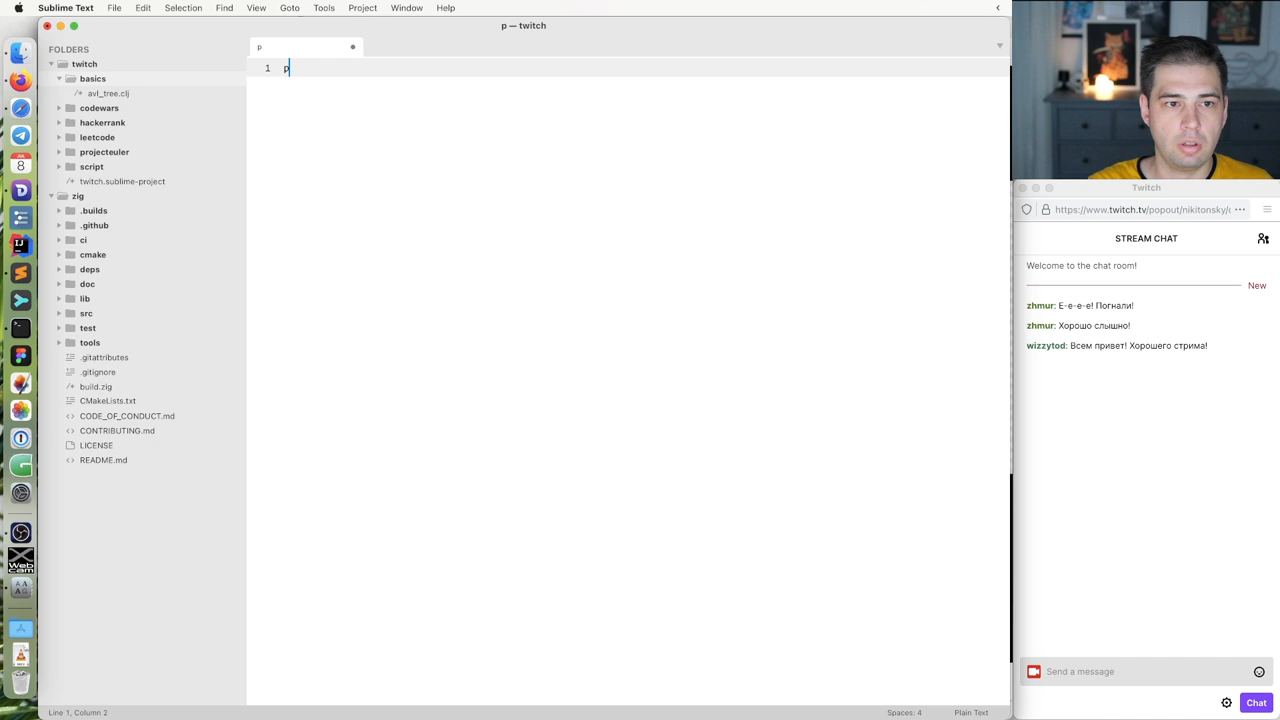 Sublime Text File Edit Selection Find View Goto Tools Project Window Help
p — twitch
FOLDERS
twitch
basics
avl_tree.clj
codewars
hackerrank
leetcode
projecteuler
script
twitch.sublime-project
zig
.builds
.github
ci
cmake
deps
doc
lib
src
test
tools
.gitattributes
.gitignore
build.zig
CMakeLists.txt
CODE_OF_CONDUCT.md
CONTRIBUTING.md
LICENSE
README.md
p
1 p
Line 1, Column 2
Spaces: 4 Plain Text
Twitch
https://www.twitch.tv/popout/nikitonsky/
STREAM CHAT
Welcome to the chat room!
New
zhmur: Е-е-е-е! Погнали!
zhmur: Хорошо слышно!
wizzytod: Всем привет! Хорошего стрима!
Send a message
Chat